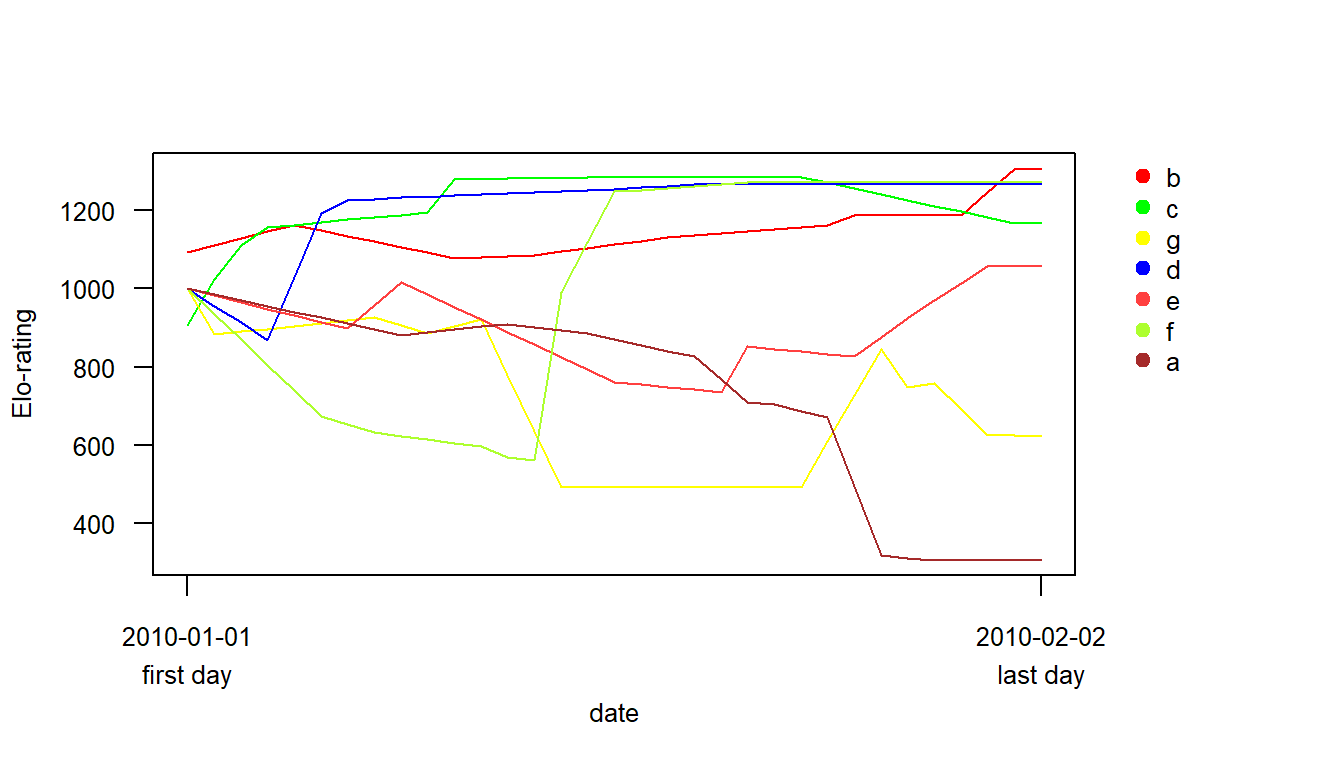 1200
1000
800
600
400
Elo-rating
2010-01-01
first day
2010-02-02
last day
date
b
c
g
d
e
f
a